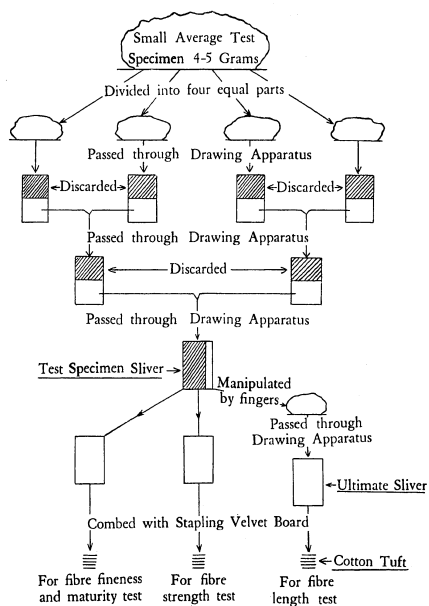 Small Average Test
Specimen 4-5 Grams
Divided into four equal parts
Passed through Drawing Apparatus
Discarded
Discarded
Passed through Drawing Apparatus
Discarded
Passed through Drawing Apparatus
Test Specimen Sliver
Manipulated
by fingers
Passed through
Drawing Apparatus
Ultimate Sliver
Combed with Stapling Velvet Board
Cotton Tuft
For fibre fineness
and maturity test
For fibre
strength test
For fibre
length test